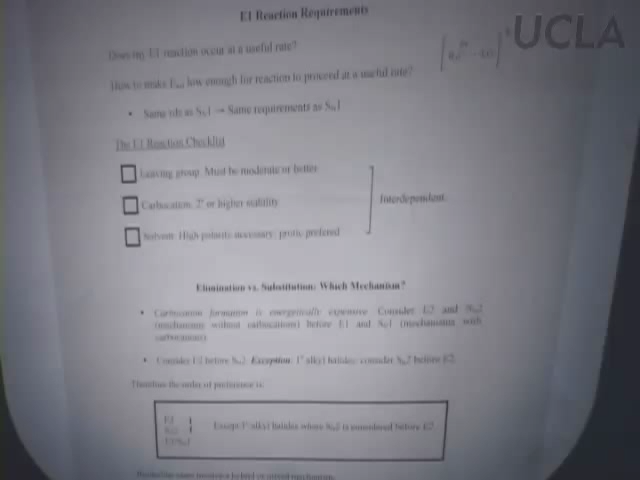 UCLA
E1 Reaction Requirements
Does my E1 reaction occur at a useful rate?
How to make Eact low enough for reaction to proceed at a useful rate?
• Same rds as SN1 → Same requirements as SN1
The E1 Reaction Checklist
Leaving group: Must be moderate or better
Carbocation: 2° or higher stability
Interdependent
Solvent: High polarity necessary; protic preferred
Elimination vs. Substitution: Which Mechanism?
• Carbocation formation is energetically expensive. Consider E2 and SN2
(mechanisms without carbocations) before E1 and SN1 (mechanisms with
carbocations)
• Consider E2 before SN2. Exception: 1° alkyl halides: consider SN2 before E2.
Therefore the order of preference is:
SN2
E1/SN1
Except 1° alkyl halides where SN2 is considered before E2